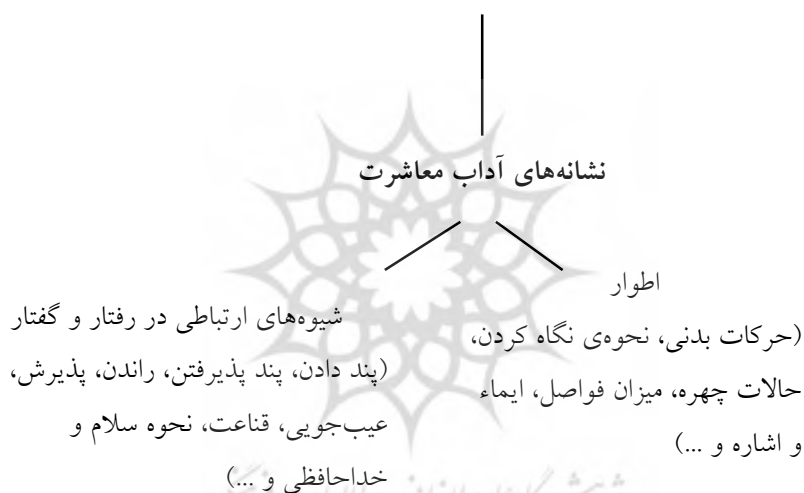 نشانه‌های آداب معاشرت
اطوار
(حرکات بدنی، نحوه‌ی نگاه کردن،
حالات چهره، میزان فواصل، ایماء
و اشاره و ...)
شیوه‌های ارتباطی در رفتار و گفتار
(پند دادن، پند پذیرفتن، راندن، پذیرش،
عیب‌جویی، قناعت، نحوه سلام و
خداحافظی و ...)